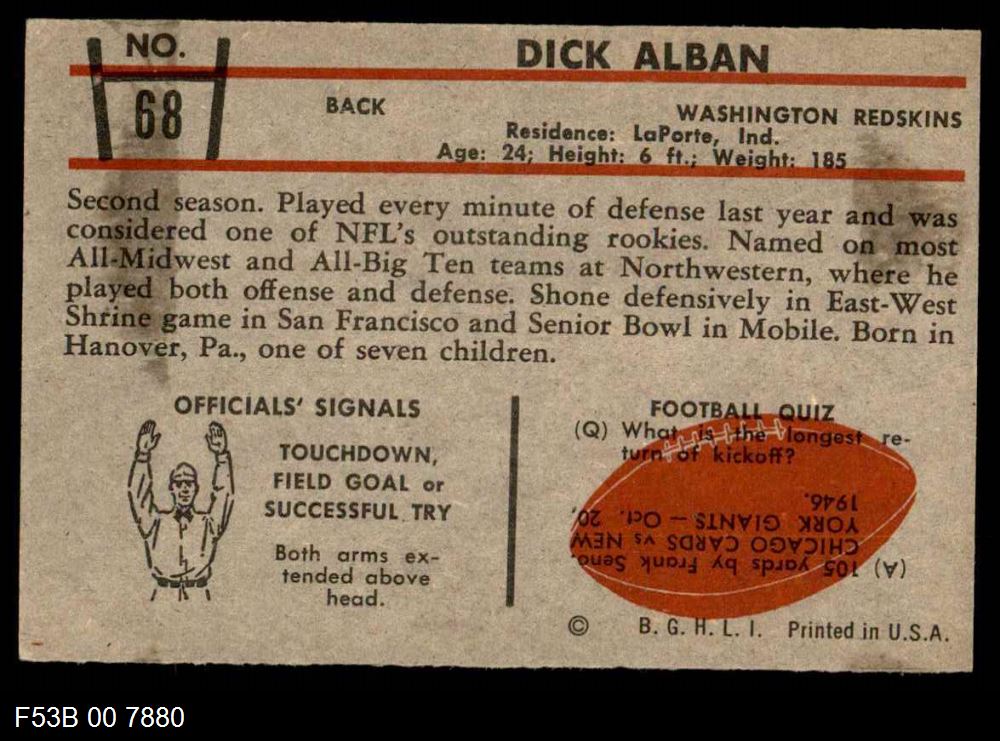 NO.
68
DICK ALBAN
BACK
WASHINGTON REDSKINS
Residence: LaPorte, Ind.
Age: 24; Height: 6 ft.; Weight: 185
Second season. Played every minute of defense last year and was
considered one of NFL's outstanding rookies. Named on most
All-Midwest and All-Big Ten teams at Northwestern, where he
played both offense and defense. Shone defensively in East-West
Shrine game in San Francisco and Senior Bowl in Mobile. Born in
Hanover, Pa., one of seven children.
OFFICIALS' SIGNALS
TOUCHDOWN,
FIELD GOAL or
SUCCESSFUL TRY
Both arms ex-
tended above
head.
FOOTBALL QUIZ
(Q) What is the longest re-
turn of kickoff?
(A) 105 yards by Frank Seno
CHICAGO CARDS vs NEW
YORK GIANTS — Oct. 20,
1946.
© B. G. H. L. I. Printed in U.S.A.
F53B 00 7880